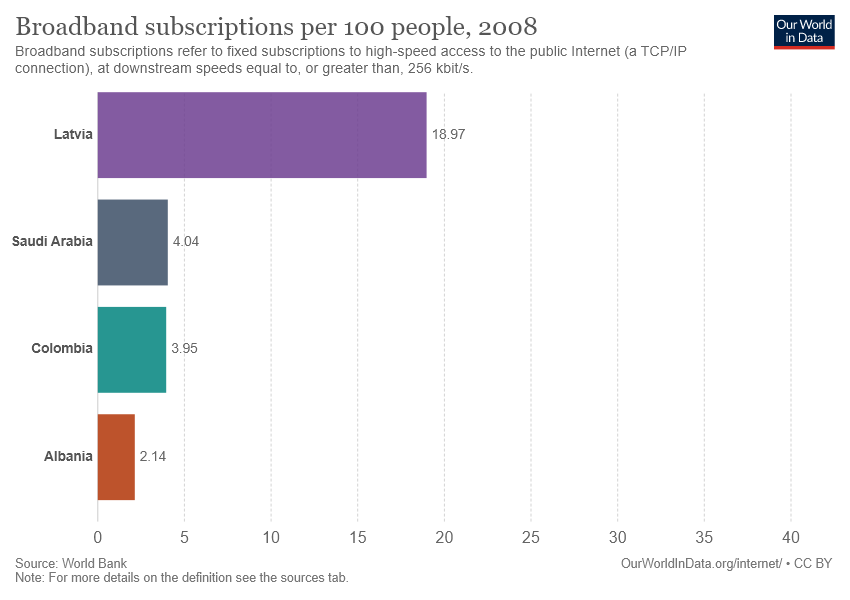 Broadband subscriptions per 100 people, 2008
Our World
in Data
Broadband subscriptions refer to fixed subscriptions to high-speed access to the public Internet (a TCP/IP
connection), at downstream speeds equal to, or greater than, 256 kbit/s.
Latvia 18.97
Saudi Arabia 4.04
Colombia 3.95
Albania 2.14
0 5 10 15 20 25 30 35 40
Source: World Bank OurWorldInData.org/internet/ • CC BY
Note: For more details on the definition see the sources tab.